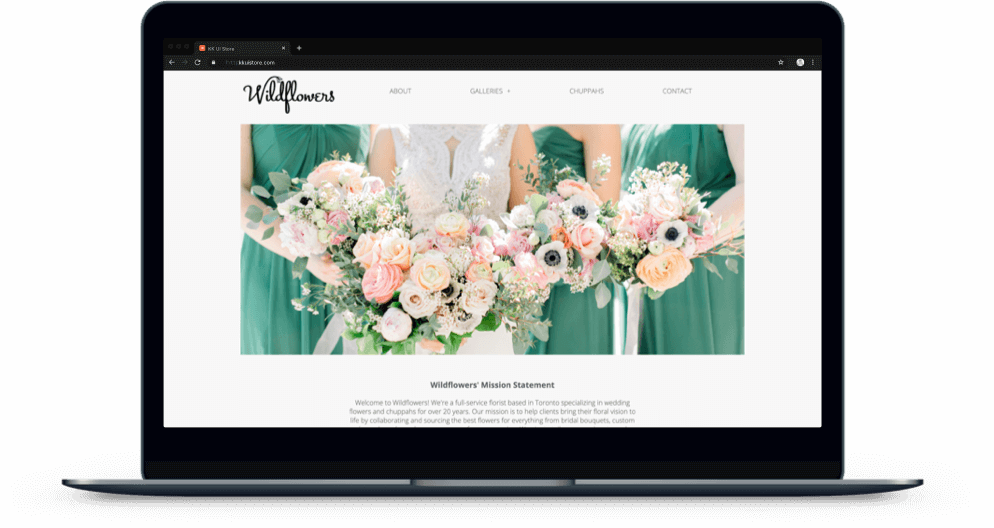 KK UI Store
kkuistore.com
Wildflowers
ABOUT
GALLERIES +
CHUPPAHS
CONTACT
Wildflowers' Mission Statement
Welcome to Wildflowers! We're a full-service florist based in Toronto specializing in wedding
flowers and chuppahs for over 20 years. Our mission is to help clients bring their floral vision to
life by collaborating and sourcing the best flowers for everything from bridal bouquets, custom